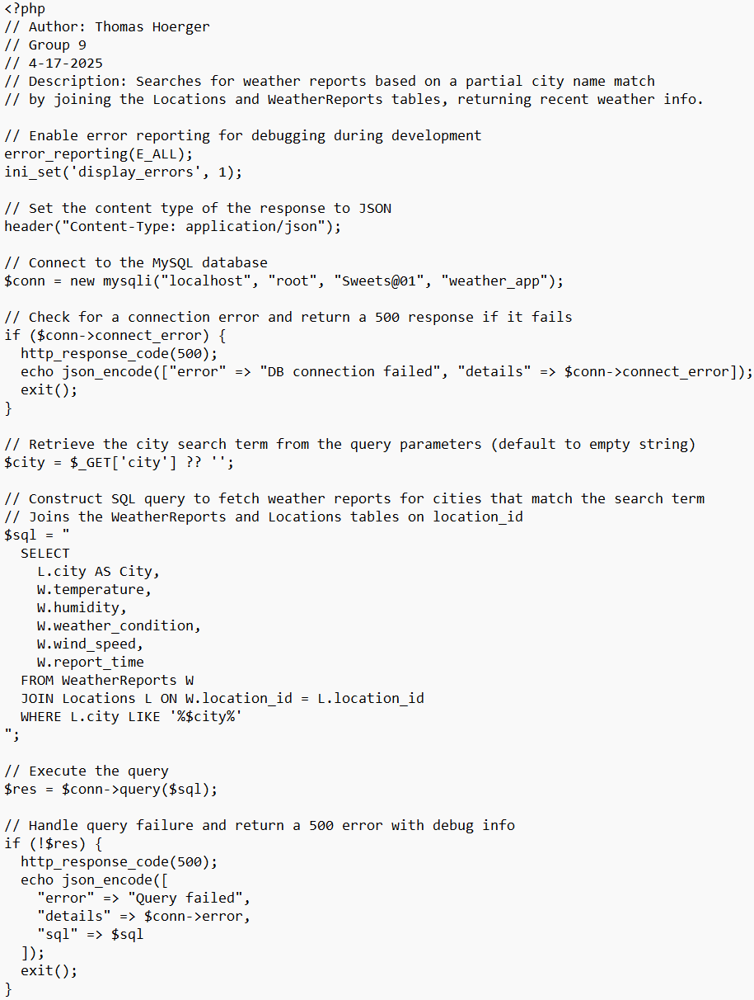 <?php
// Author: Thomas Hoerger
// Group 9
// 4-17-2025
// Description: Searches for weather reports based on a partial city name match
// by joining the Locations and WeatherReports tables, returning recent weather info.

// Enable error reporting for debugging during development
error_reporting(E_ALL);
ini_set('display_errors', 1);

// Set the content type of the response to JSON
header("Content-Type: application/json");

// Connect to the MySQL database
$conn = new mysqli("localhost", "root", "Sweets@01", "weather_app");

// Check for a connection error and return a 500 response if it fails
if ($conn->connect_error) {
  http_response_code(500);
  echo json_encode(["error" => "DB connection failed", "details" => $conn->connect_error]);
  exit();
}

// Retrieve the city search term from the query parameters (default to empty string)
$city = $_GET['city'] ?? '';

// Construct SQL query to fetch weather reports for cities that match the search term
// Joins the WeatherReports and Locations tables on location_id
$sql = "
  SELECT
    L.city AS City,
    W.temperature,
    W.humidity,
    W.weather_condition,
    W.wind_speed,
    W.report_time
  FROM WeatherReports W
  JOIN Locations L ON W.location_id = L.location_id
  WHERE L.city LIKE '%$city%'
";

// Execute the query
$res = $conn->query($sql);

// Handle query failure and return a 500 error with debug info
if (!$res) {
  http_response_code(500);
  echo json_encode([
    "error" => "Query failed",
    "details" => $conn->error,
    "sql" => $sql
  ]);
  exit();
}